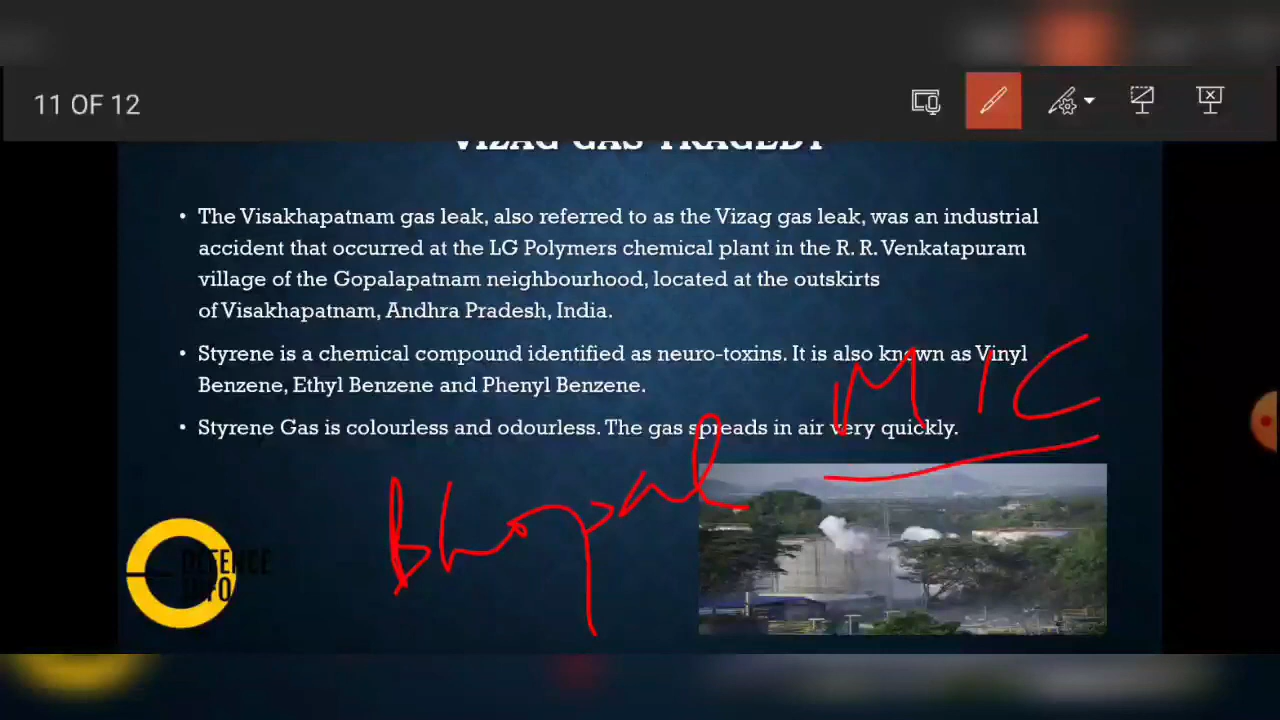 11 OF 12
VIZAG GAS TRAGEDY
• The Visakhapatnam gas leak, also referred to as the Vizag gas leak, was an industrial
accident that occurred at the LG Polymers chemical plant in the R. R. Venkatapuram
village of the Gopalapatnam neighbourhood, located at the outskirts
of Visakhapatnam, Andhra Pradesh, India.
• Styrene is a chemical compound identified as neuro-toxins. It is also known as Vinyl
Benzene, Ethyl Benzene and Phenyl Benzene.
• Styrene Gas is colourless and odourless. The gas spreads in air very quickly.
MIC
Bhopal
DEFENCE
INFO